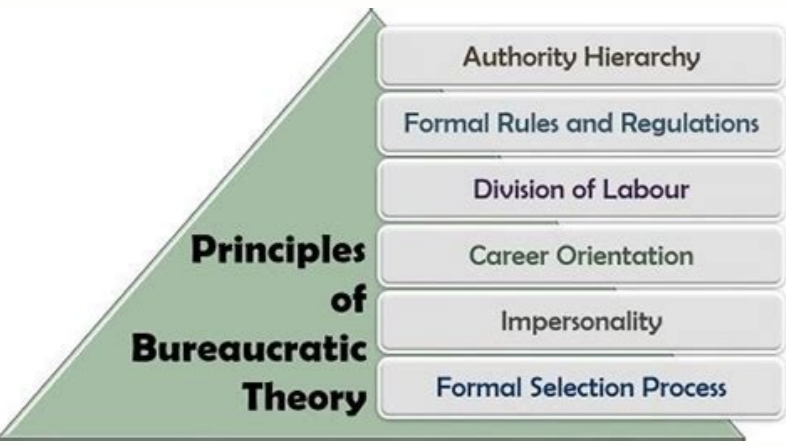 Authority Hierarchy
Formal Rules and Regulations
Division of Labour
Career Orientation
Impersonality
Formal Selection Process
Principles
of
Bureaucratic
Theory